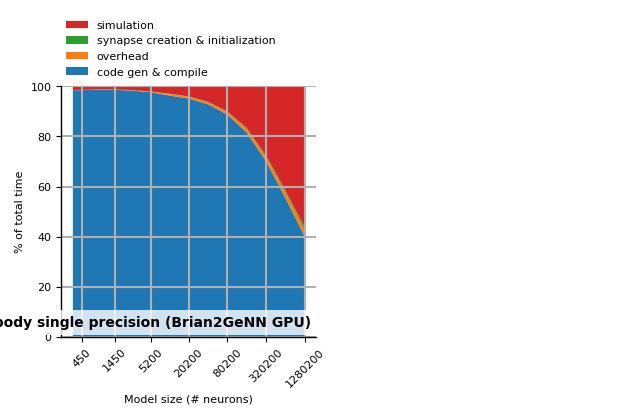 simulation
synapse creation & initialization
overhead
code gen & compile
100
80
60
40
20
0
% of total time
body single precision (Brian2GeNN GPU)
450
1450
5200
20200
80200
320200
1280200
Model size (# neurons)